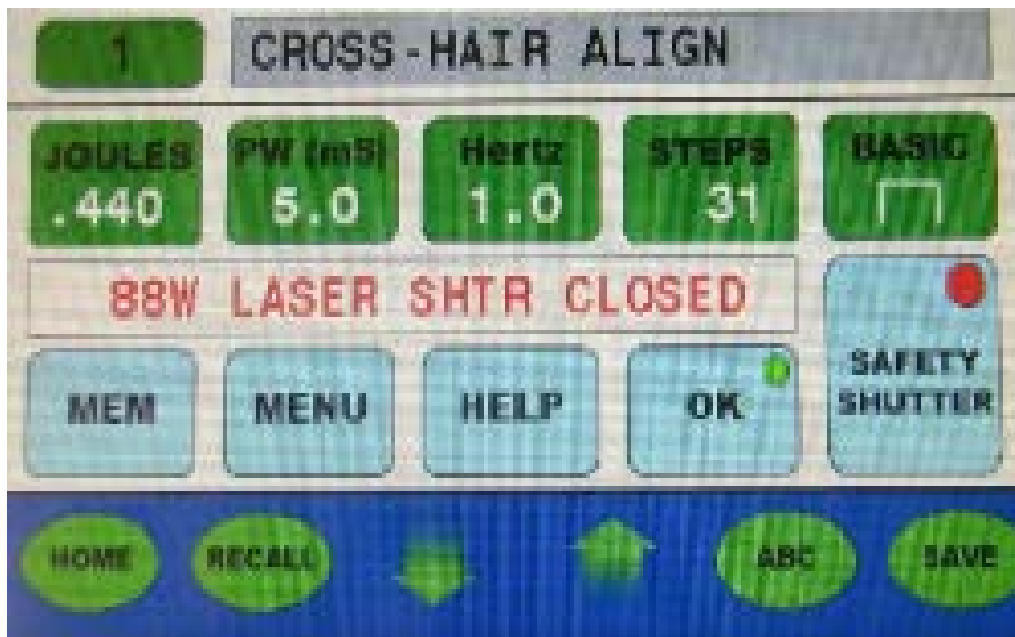 1 CROSS-HAIR ALIGN
JOULES PW (mS) Hertz STEPS BASIC
.440 5.0 1.0 31
88W LASER SHTR CLOSED
SAFETY
MEM MENU HELP OK SHUTTER
HOME RECALL ABC SAVE